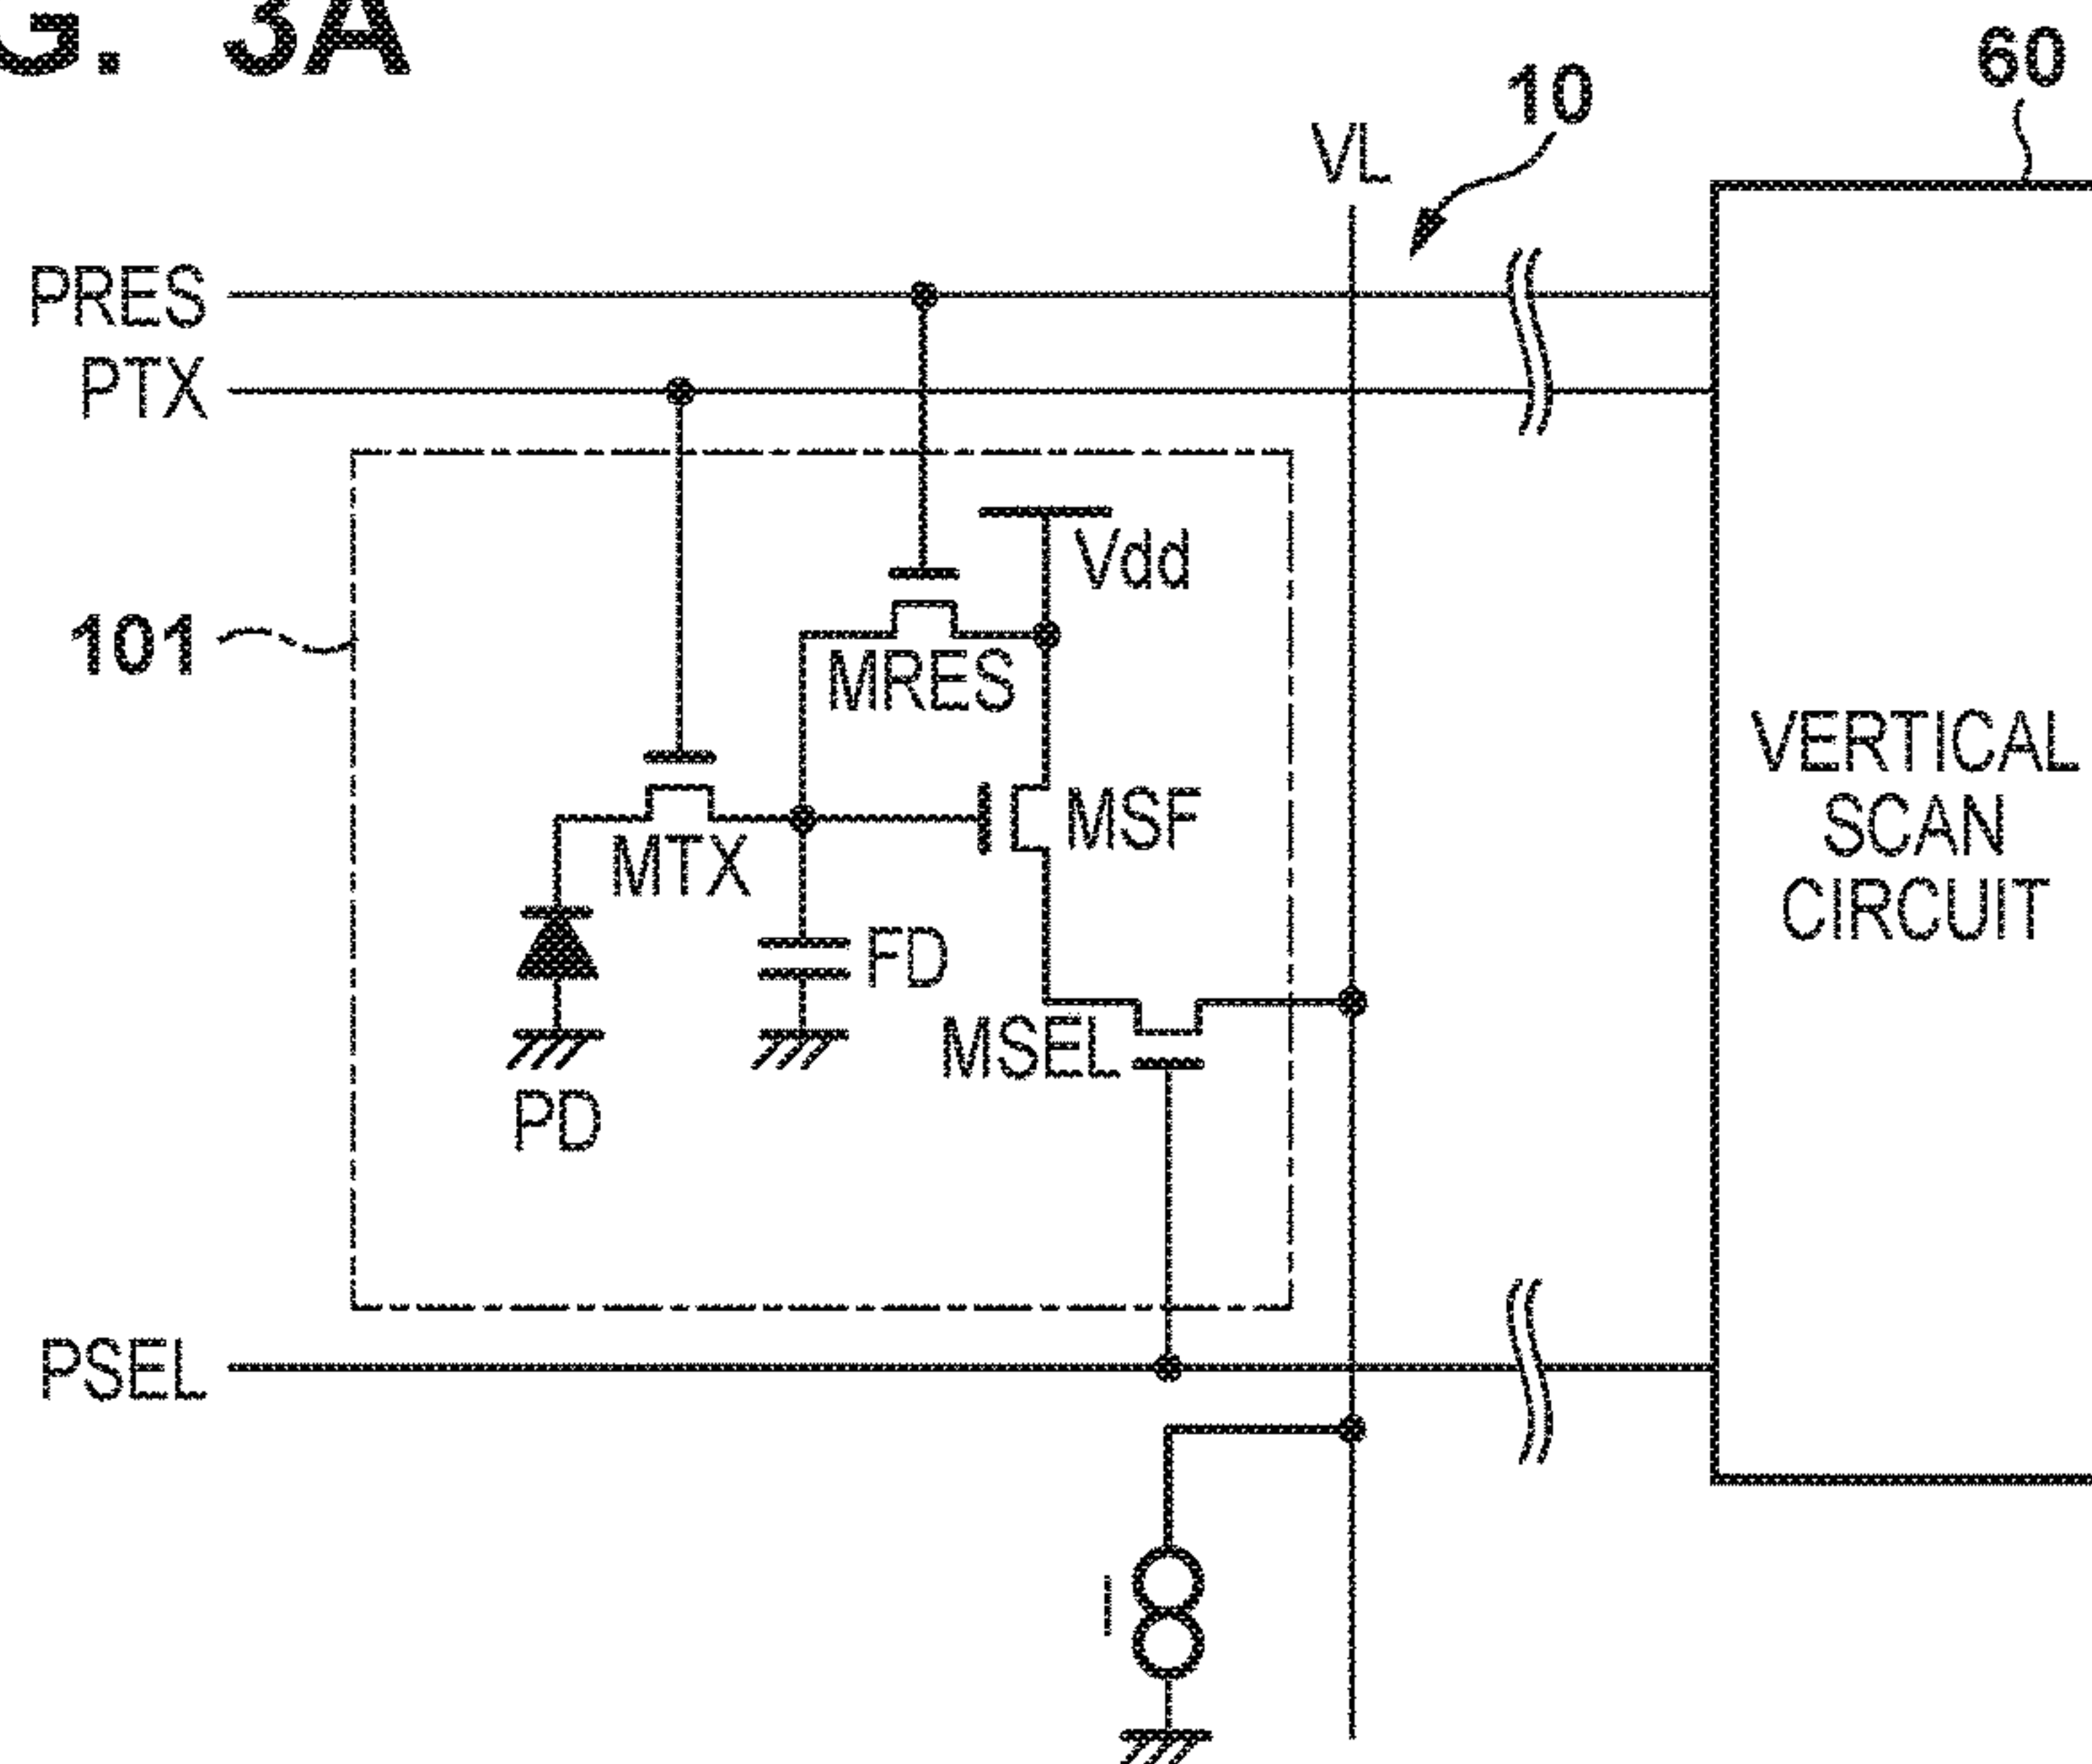 G. 3A
60
10
VL
PRES
PTX
Vdd
101
MRES
MSF
MTX
VERTICAL
SCAN
CIRCUIT
FD
MSEL
PD
PSEL
I